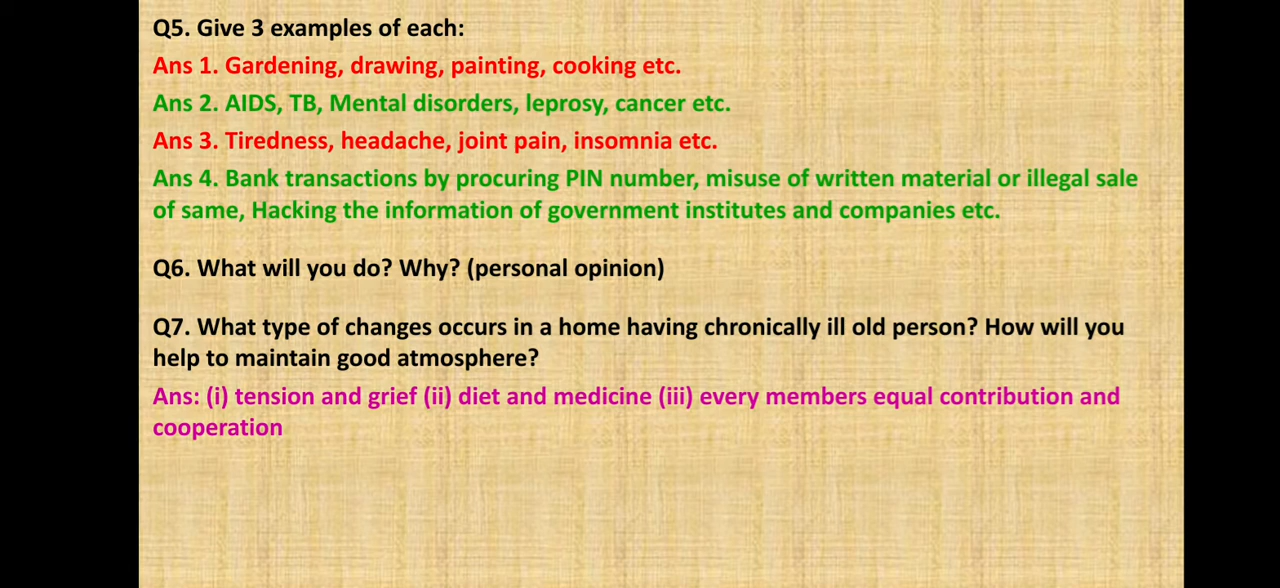 Q5. Give 3 examples of each:
Ans 1. Gardening, drawing, painting, cooking etc.
Ans 2. AIDS, TB, Mental disorders, leprosy, cancer etc.
Ans 3. Tiredness, headache, joint pain, insomnia etc.
Ans 4. Bank transactions by procuring PIN number, misuse of written material or illegal sale
of same, Hacking the information of government institutes and companies etc.
Q6. What will you do? Why? (personal opinion)
Q7. What type of changes occurs in a home having chronically ill old person? How will you
help to maintain good atmosphere?
Ans: (i) tension and grief (ii) diet and medicine (iii) every members equal contribution and
cooperation